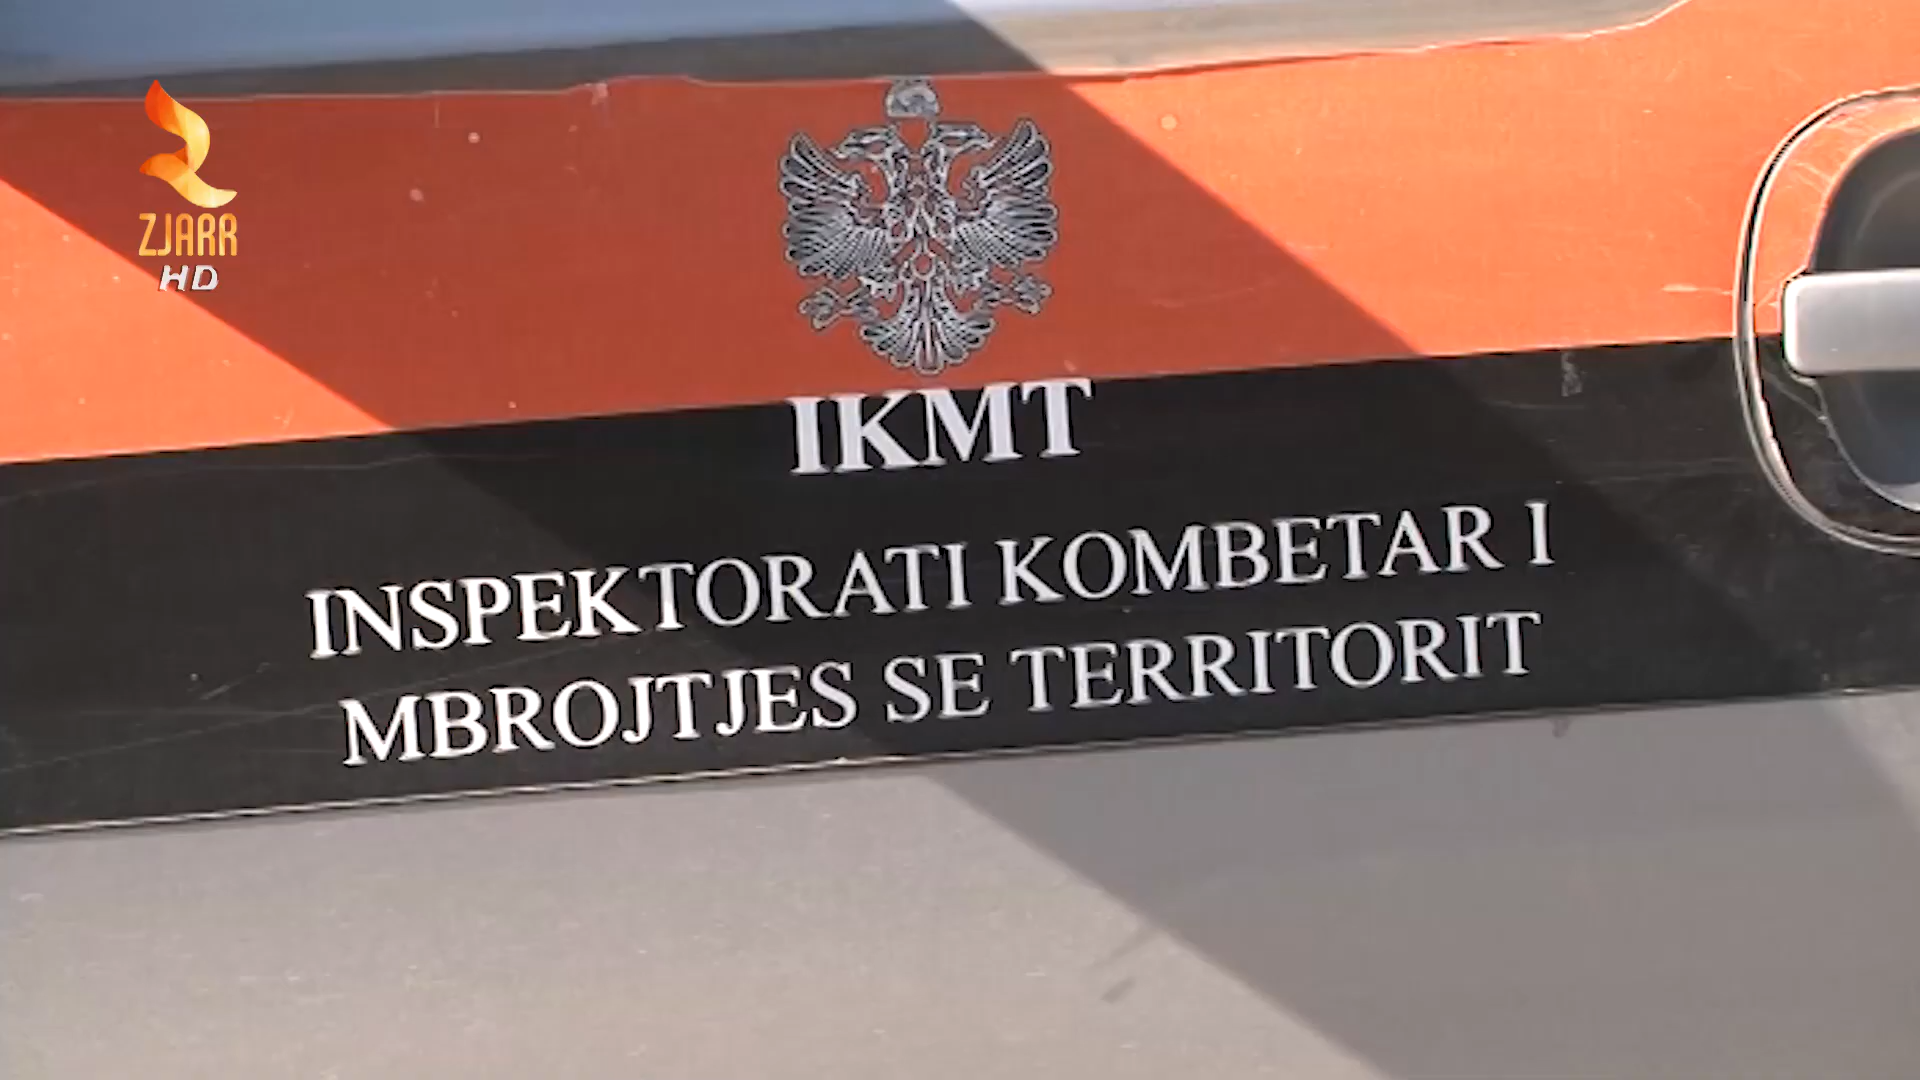 ZJARR
HD
IKMT
INSPEKTORATI KOMBETAR I
MBROJTJES SE TERRITORIT